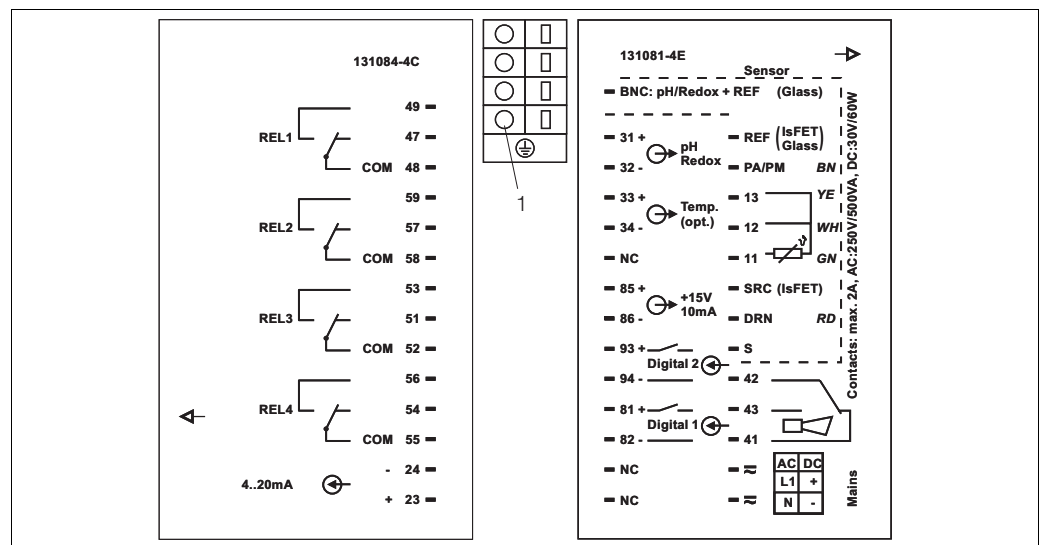 131084-4C
49
REL1 47
COM 48
59
REL2 57
COM 58
53
REL3 51
COM 52
56
REL4 54
COM 55
- 24
4..20mA
+ 23
1
131081-4E
Sensor
BNC: pH/Redox + REF (Glass)
31 +
pH
Redox
32 -
33 +
Temp.
(opt.)
34 -
NC
85 +
+15V
10mA
86 -
93 +
Digital 2
94 -
81 +
Digital 1
82 -
NC
NC
REF (IsFET Glass)
PA/PM BN
13 YE
12 WH
ϑ
11 GN
SRC (IsFET)
DRN RD
S
42
43
41
≂
≂
AC DC
L1 +
N -
Contacts: max. 2A, AC:250V/500VA, DC:30V/60W
Mains